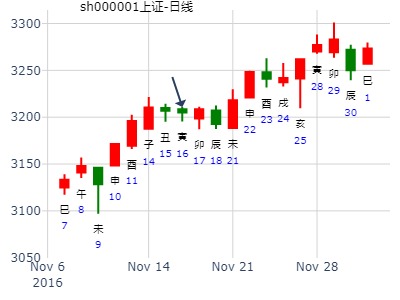 sh000001上证-日线
3300
3250
3200
3150
3100
3050
巳
7
午
8
未
9
申
10
酉
11
子
14
丑
15
寅
16
卯
17
辰
18
未
21
申
22
酉
23
戌
24
亥
25
寅
28
卯
29
辰
30
巳
1
Nov 6
2016
Nov 14
Nov 21
Nov 28